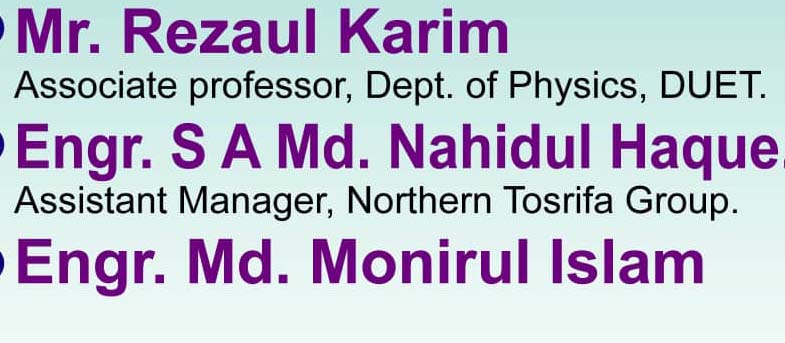 Mr. Rezaul Karim
Associate professor, Dept. of Physics, DUET.
Engr. S A Md. Nahidul Haque.
Assistant Manager, Northern Tosrifa Group.
Engr. Md. Monirul Islam